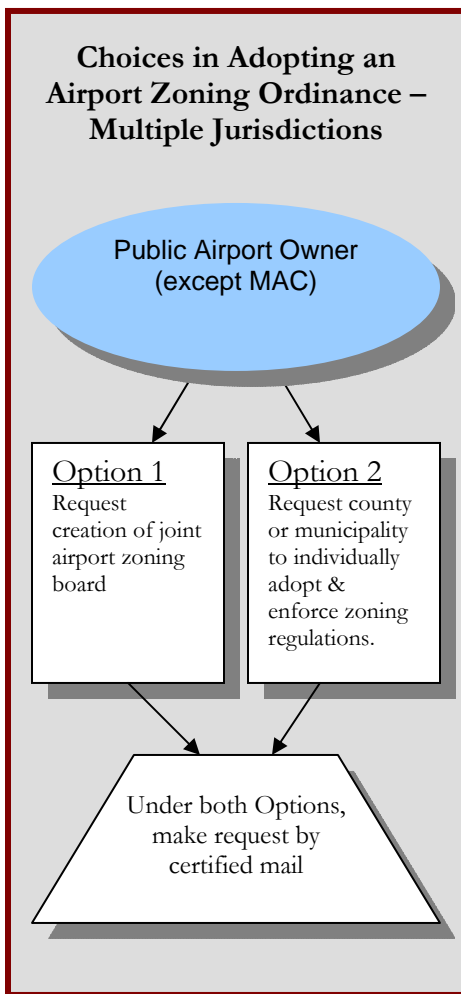 Choices in Adopting an
Airport Zoning Ordinance –
Multiple Jurisdictions
Public Airport Owner
(except MAC)
Option 1
Request
creation of joint
airport zoning
board
Option 2
Request county
or municipality
to individually
adopt &
enforce zoning
regulations.
Under both Options,
make request by
certified mail